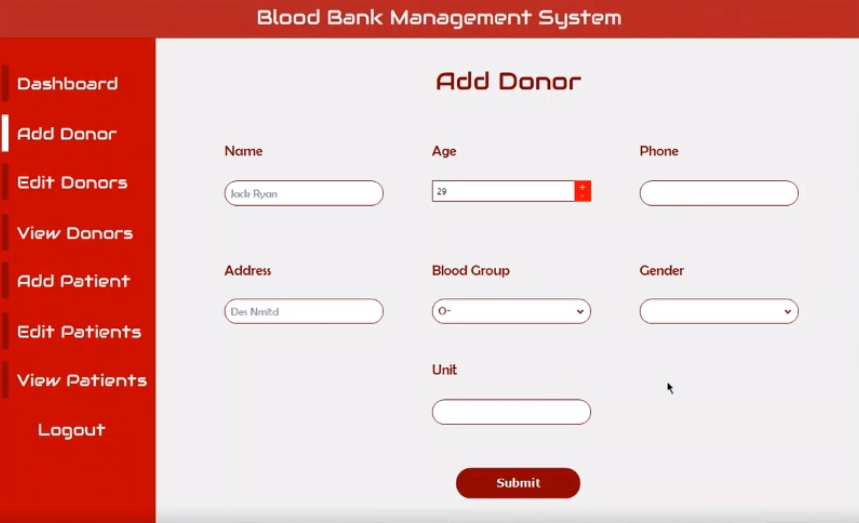 Blood Bank Management System
Dashboard
Add Donor
Edit Donors
View Donors
Add Patient
Edit Patients
View Patients
Logout
Add Donor
Name
Age
Phone
Jack Ryan
29
+
-
Address
Blood Group
Gender
Des Nmltd
O-
Unit
Submit